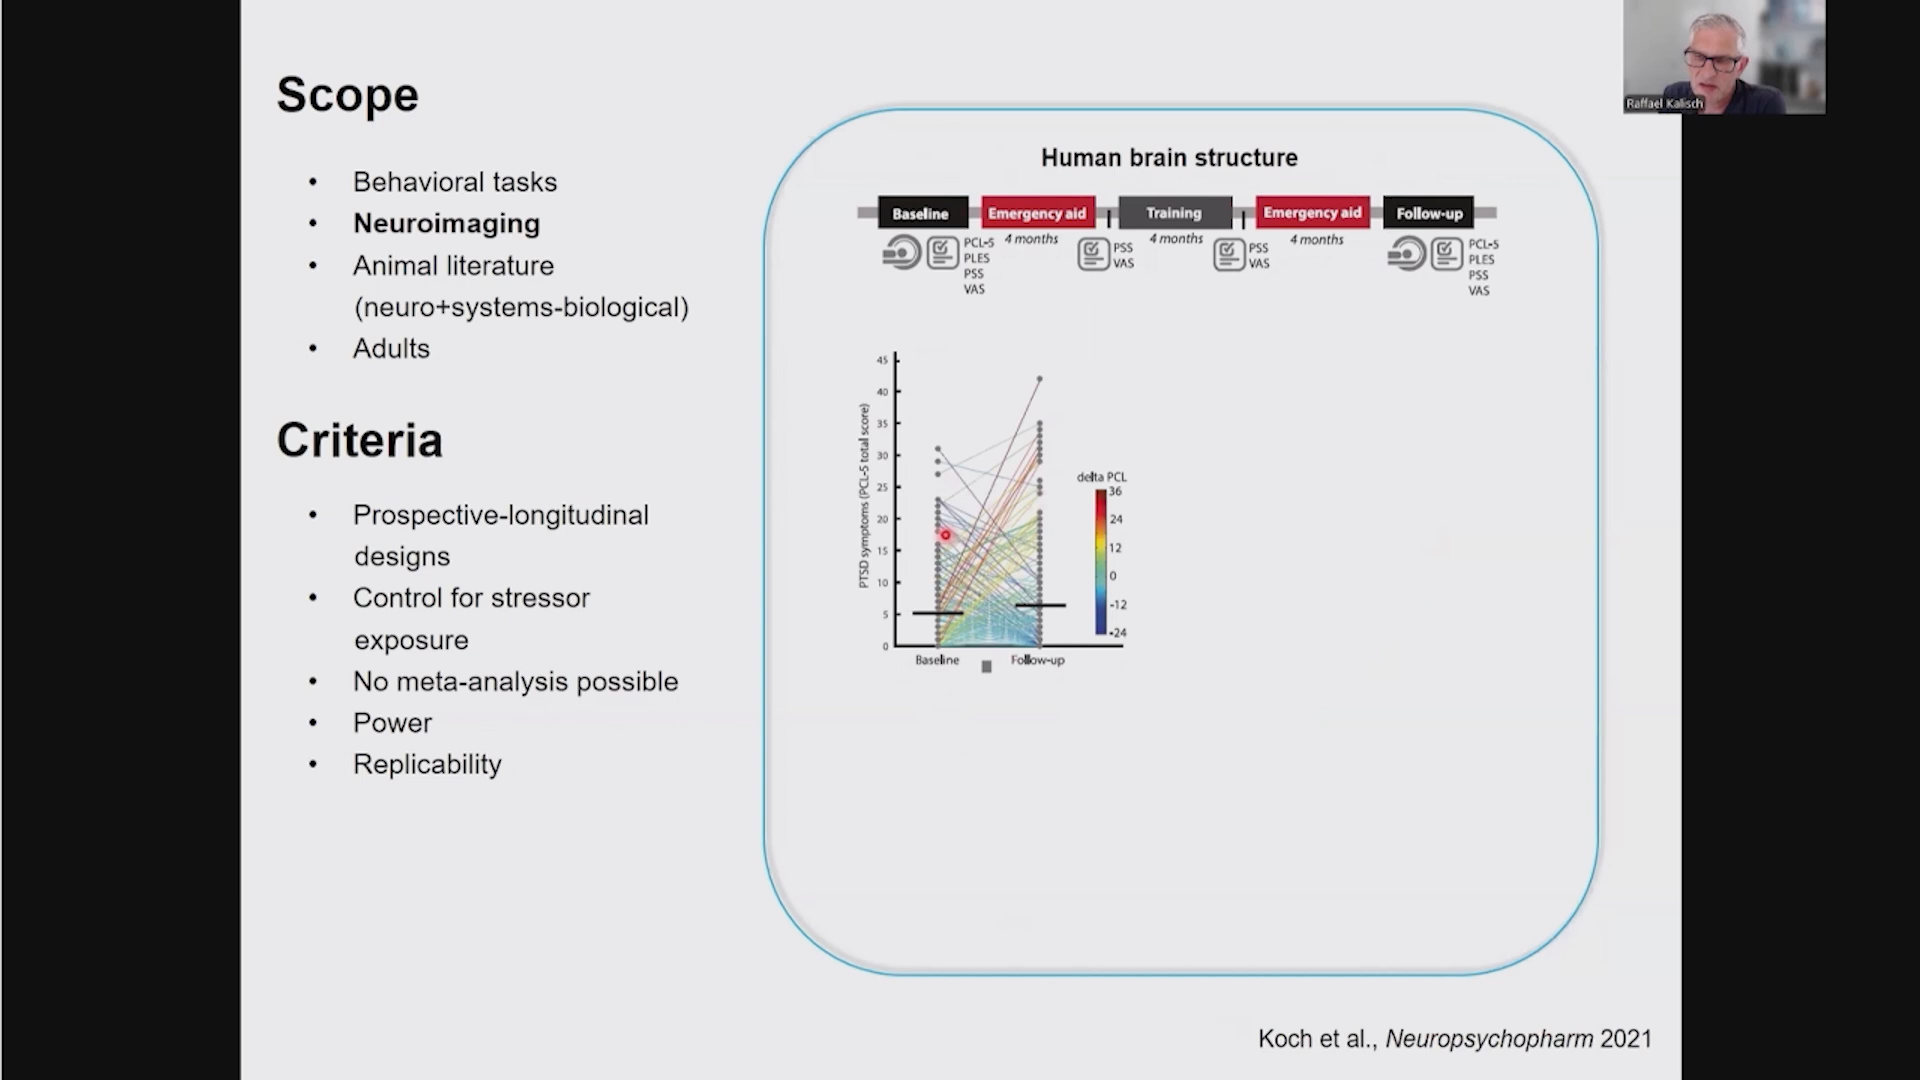 Scope
• Behavioral tasks
• Neuroimaging
• Animal literature
(neuro+systems-biological)
• Adults
Criteria
• Prospective-longitudinal
designs
• Control for stressor
exposure
• No meta-analysis possible
• Power
• Replicability
Raffael Kalisch
Human brain structure
Baseline Emergency aid Training Emergency aid Follow-up
4 months 4 months 4 months
PCL-5
PLES
PSS
VAS
PSS
VAS
PSS
VAS
PCL-5
PLES
PSS
VAS
PTSD symptoms (PCL-5 total score)
45
40
35
30
25
20
15
10
5
0
Baseline Follow-up
delta PCL
36
24
12
0
-12
-24
Koch et al., Neuropsychopharm 2021